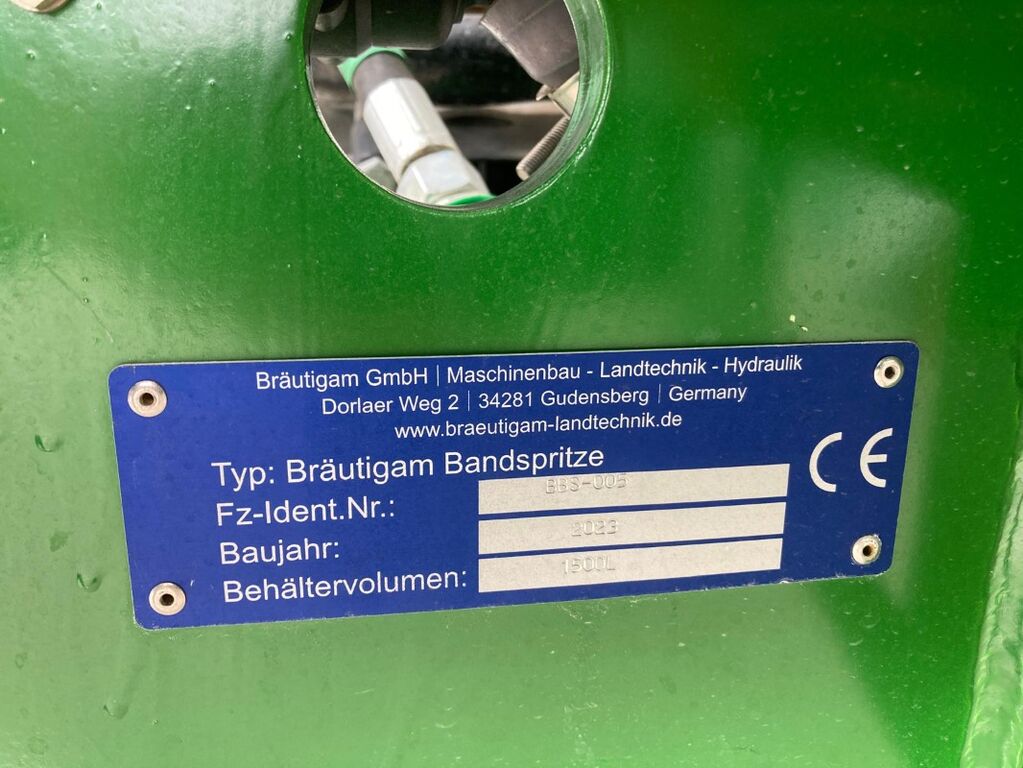 Bräutigam GmbH | Maschinenbau - Landtechnik - Hydraulik
Dorlaer Weg 2 | 34281 Gudensberg | Germany
www.braeutigam-landtechnik.de
Typ: Bräutigam Bandspritze
Fz-Ident.Nr.: BBS-005
Baujahr: 2023
Behältervolumen: 1500L
CE